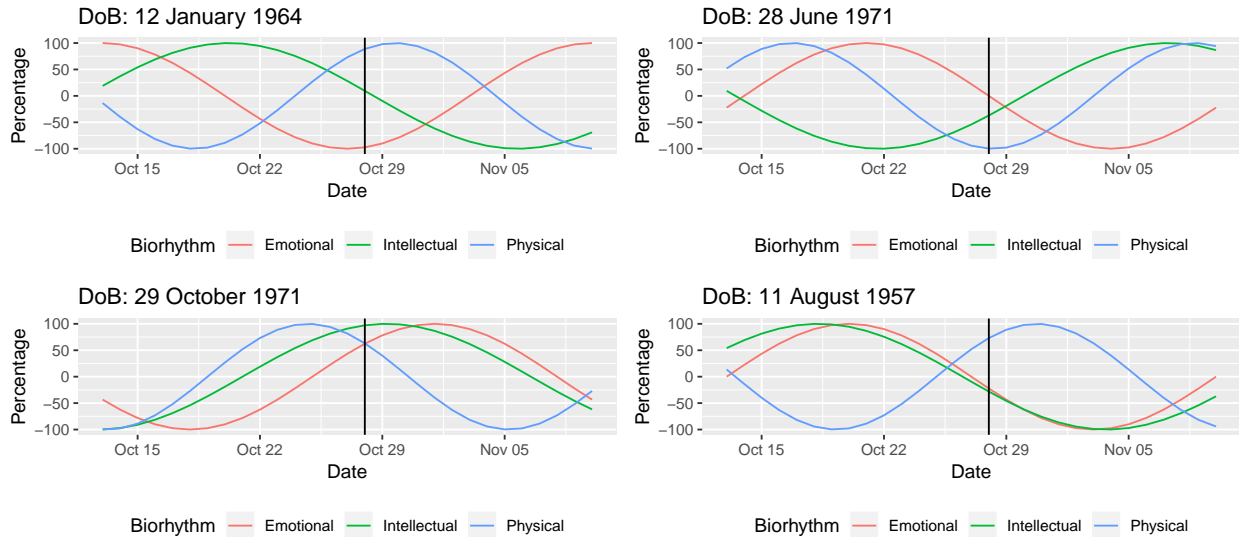 DoB: 12 January 1964
Percentage
100
50
0
−50
−100
Oct 15 Oct 22 Oct 29 Nov 05
Date
Biorhythm Emotional Intellectual Physical
DoB: 28 June 1971
Percentage
100
50
0
−50
−100
Oct 15 Oct 22 Oct 29 Nov 05
Date
Biorhythm Emotional Intellectual Physical
DoB: 29 October 1971
Percentage
100
50
0
−50
−100
Oct 15 Oct 22 Oct 29 Nov 05
Date
Biorhythm Emotional Intellectual Physical
DoB: 11 August 1957
Percentage
100
50
0
−50
−100
Oct 15 Oct 22 Oct 29 Nov 05
Date
Biorhythm Emotional Intellectual Physical